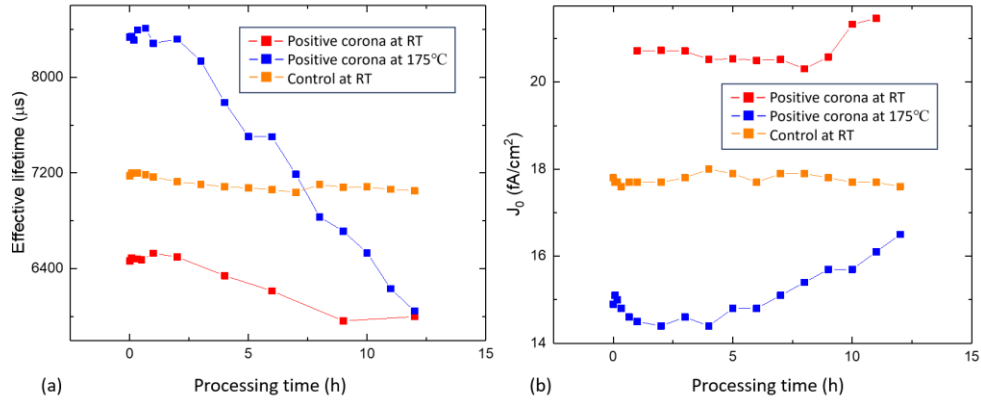 8000
7200
6400
Effective lifetime (μs)
Positive corona at RT
Positive corona at 175℃
Control at RT
0
5
10
15
(a)
Processing time (h)
20
18
16
14
J0 (fA/cm²)
Positive corona at RT
Positive corona at 175℃
Control at RT
0
5
10
15
(b)
Processing time (h)